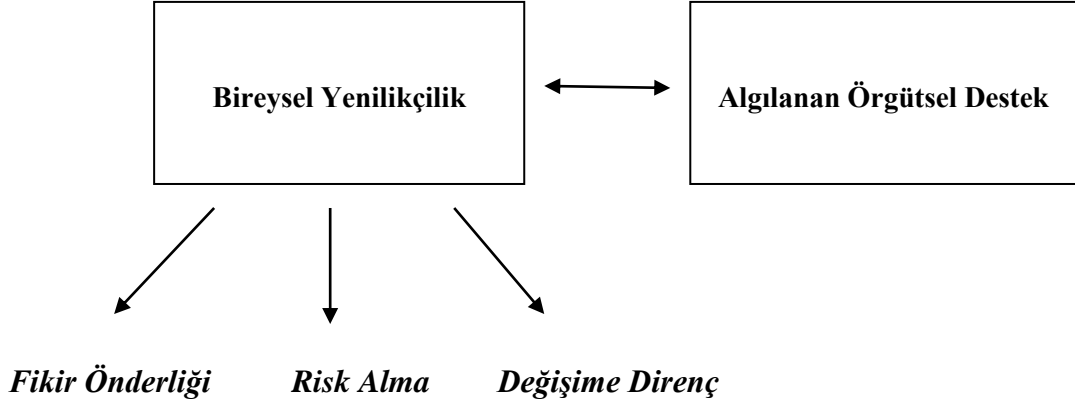 Bireysel Yenilikçilik
Algılanan Örgütsel Destek
Fikir Önderliği
Risk Alma
Değişime Direnç